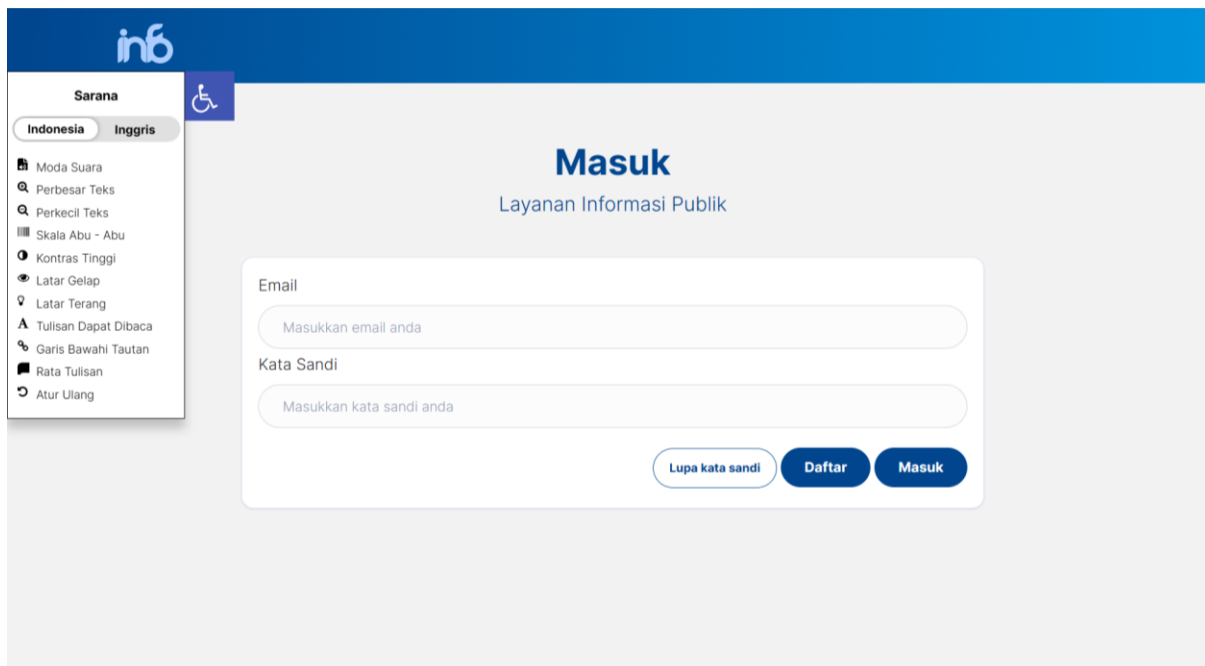 info
Sarana
Indonesia Inggris
Moda Suara
Perbesar Teks
Perkecil Teks
Skala Abu - Abu
Kontras Tinggi
Latar Gelap
Latar Terang
Tulisan Dapat Dibaca
Garis Bawahi Tautan
Rata Tulisan
Atur Ulang
Masuk
Layanan Informasi Publik
Email
Masukkan email anda
Kata Sandi
Masukkan kata sandi anda
Lupa kata sandi Daftar Masuk